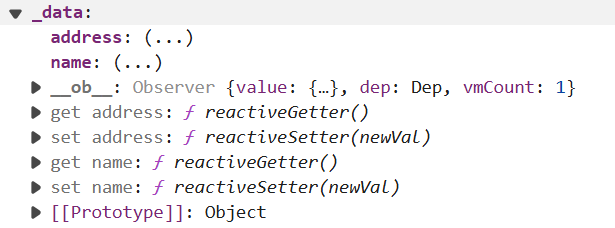 _data:
address: (...)
name: (...)
__ob__: Observer {value: {…}, dep: Dep, vmCount: 1}
get address: ƒ reactiveGetter()
set address: ƒ reactiveSetter(newVal)
get name: ƒ reactiveGetter()
set name: ƒ reactiveSetter(newVal)
[[Prototype]]: Object